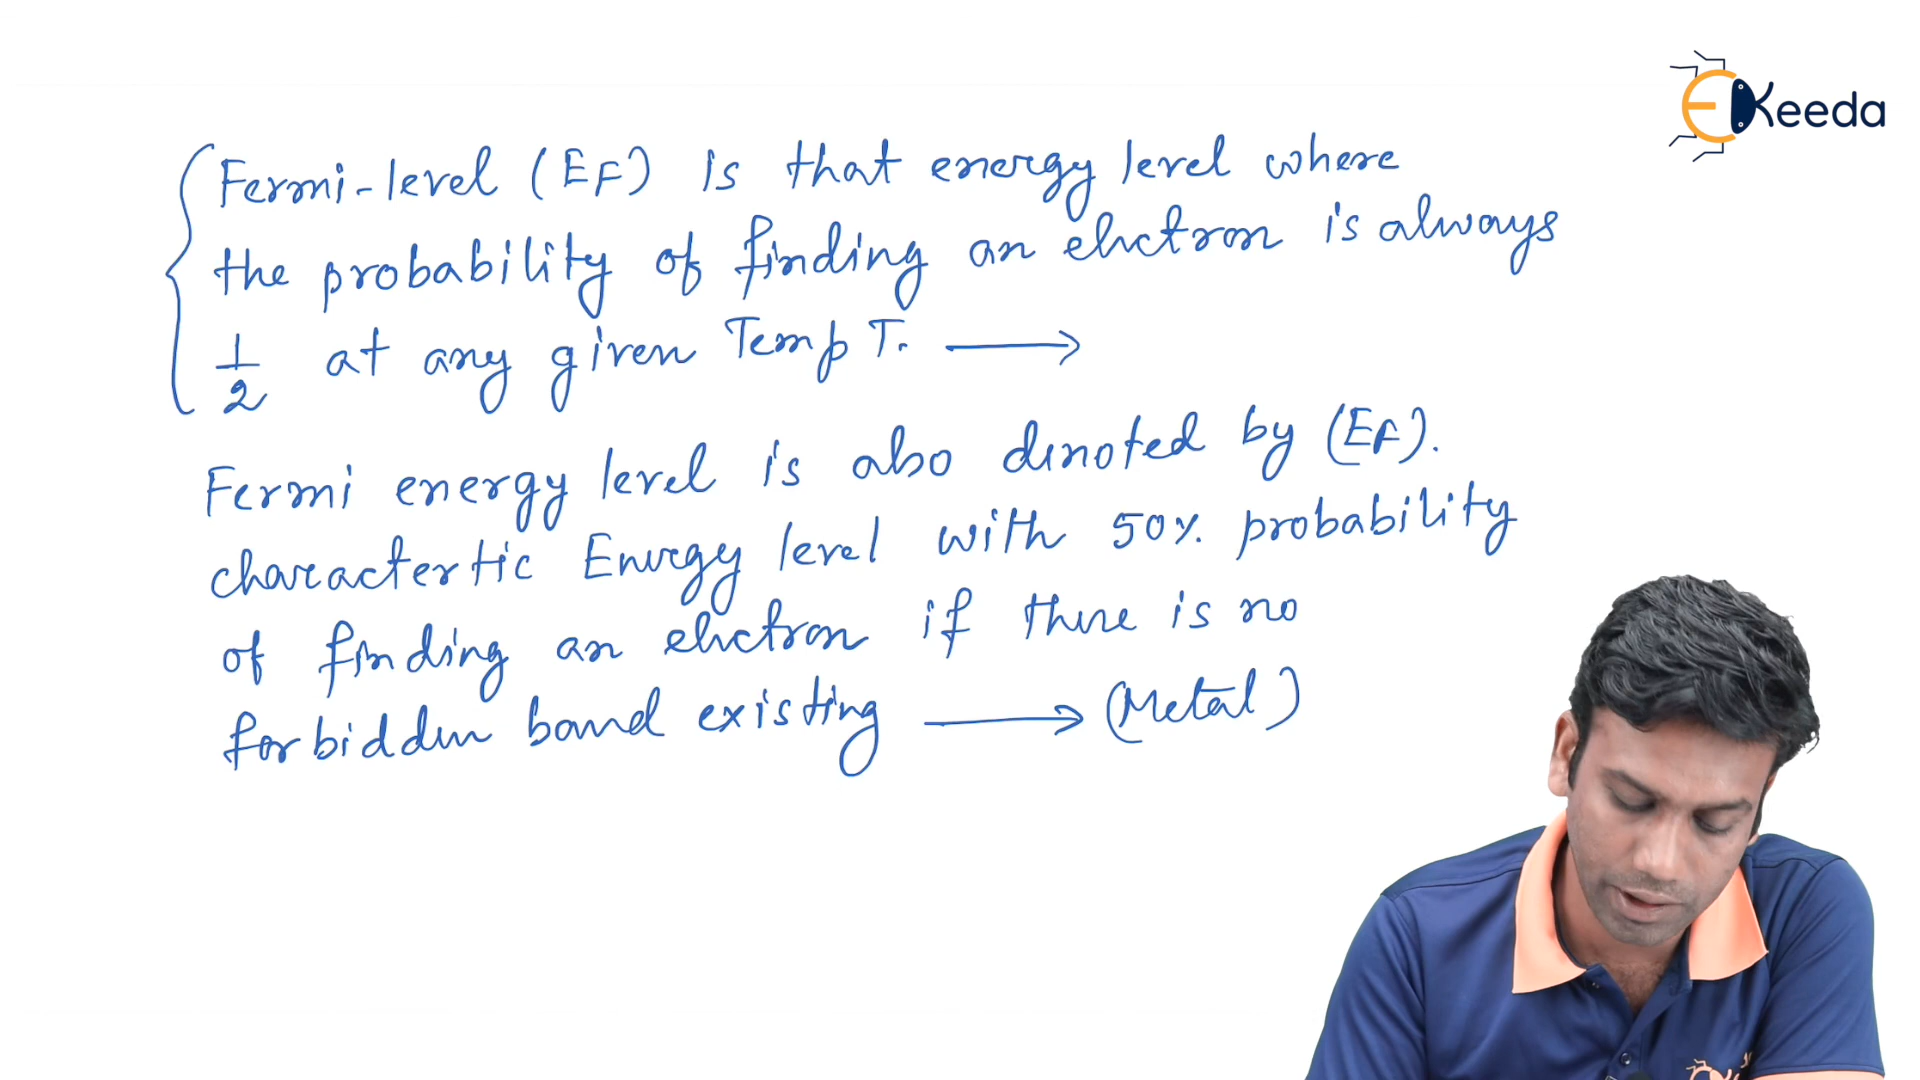 EKeeda
Fermi-level (EF) is that energy level where
the probability of finding an electron is always
1/2 at any given Temp T. →
Fermi energy level is also denoted by (EF).
charactertic Energy level with 50% probability
of finding an electron if there is no
forbidden band existing → (Metal)